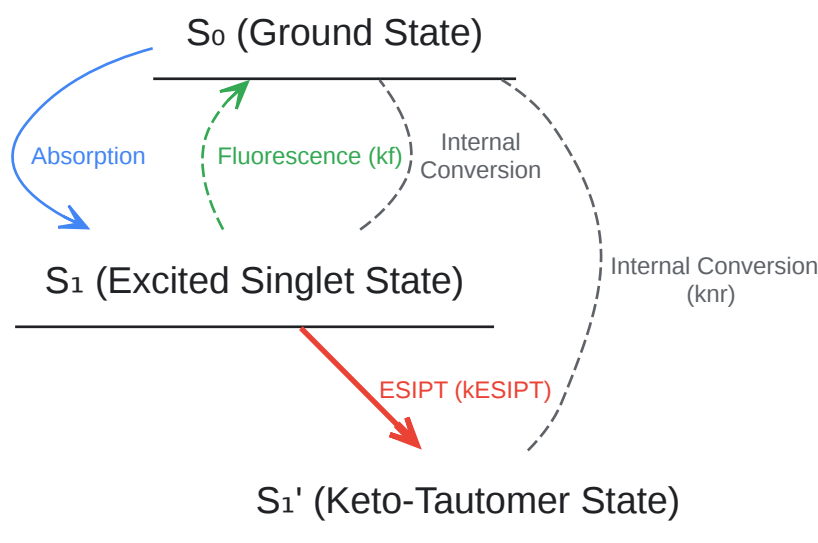 S₀ (Ground State)
Absorption
Fluorescence (kf)
Internal
Conversion
S₁ (Excited Singlet State)
Internal Conversion
(knr)
ESIPT (kESIPT)
S₁' (Keto-Tautomer State)